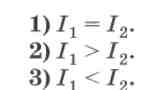 1) I₁ = I₂.
2) I₁ > I₂.
3) I₁ < I₂.